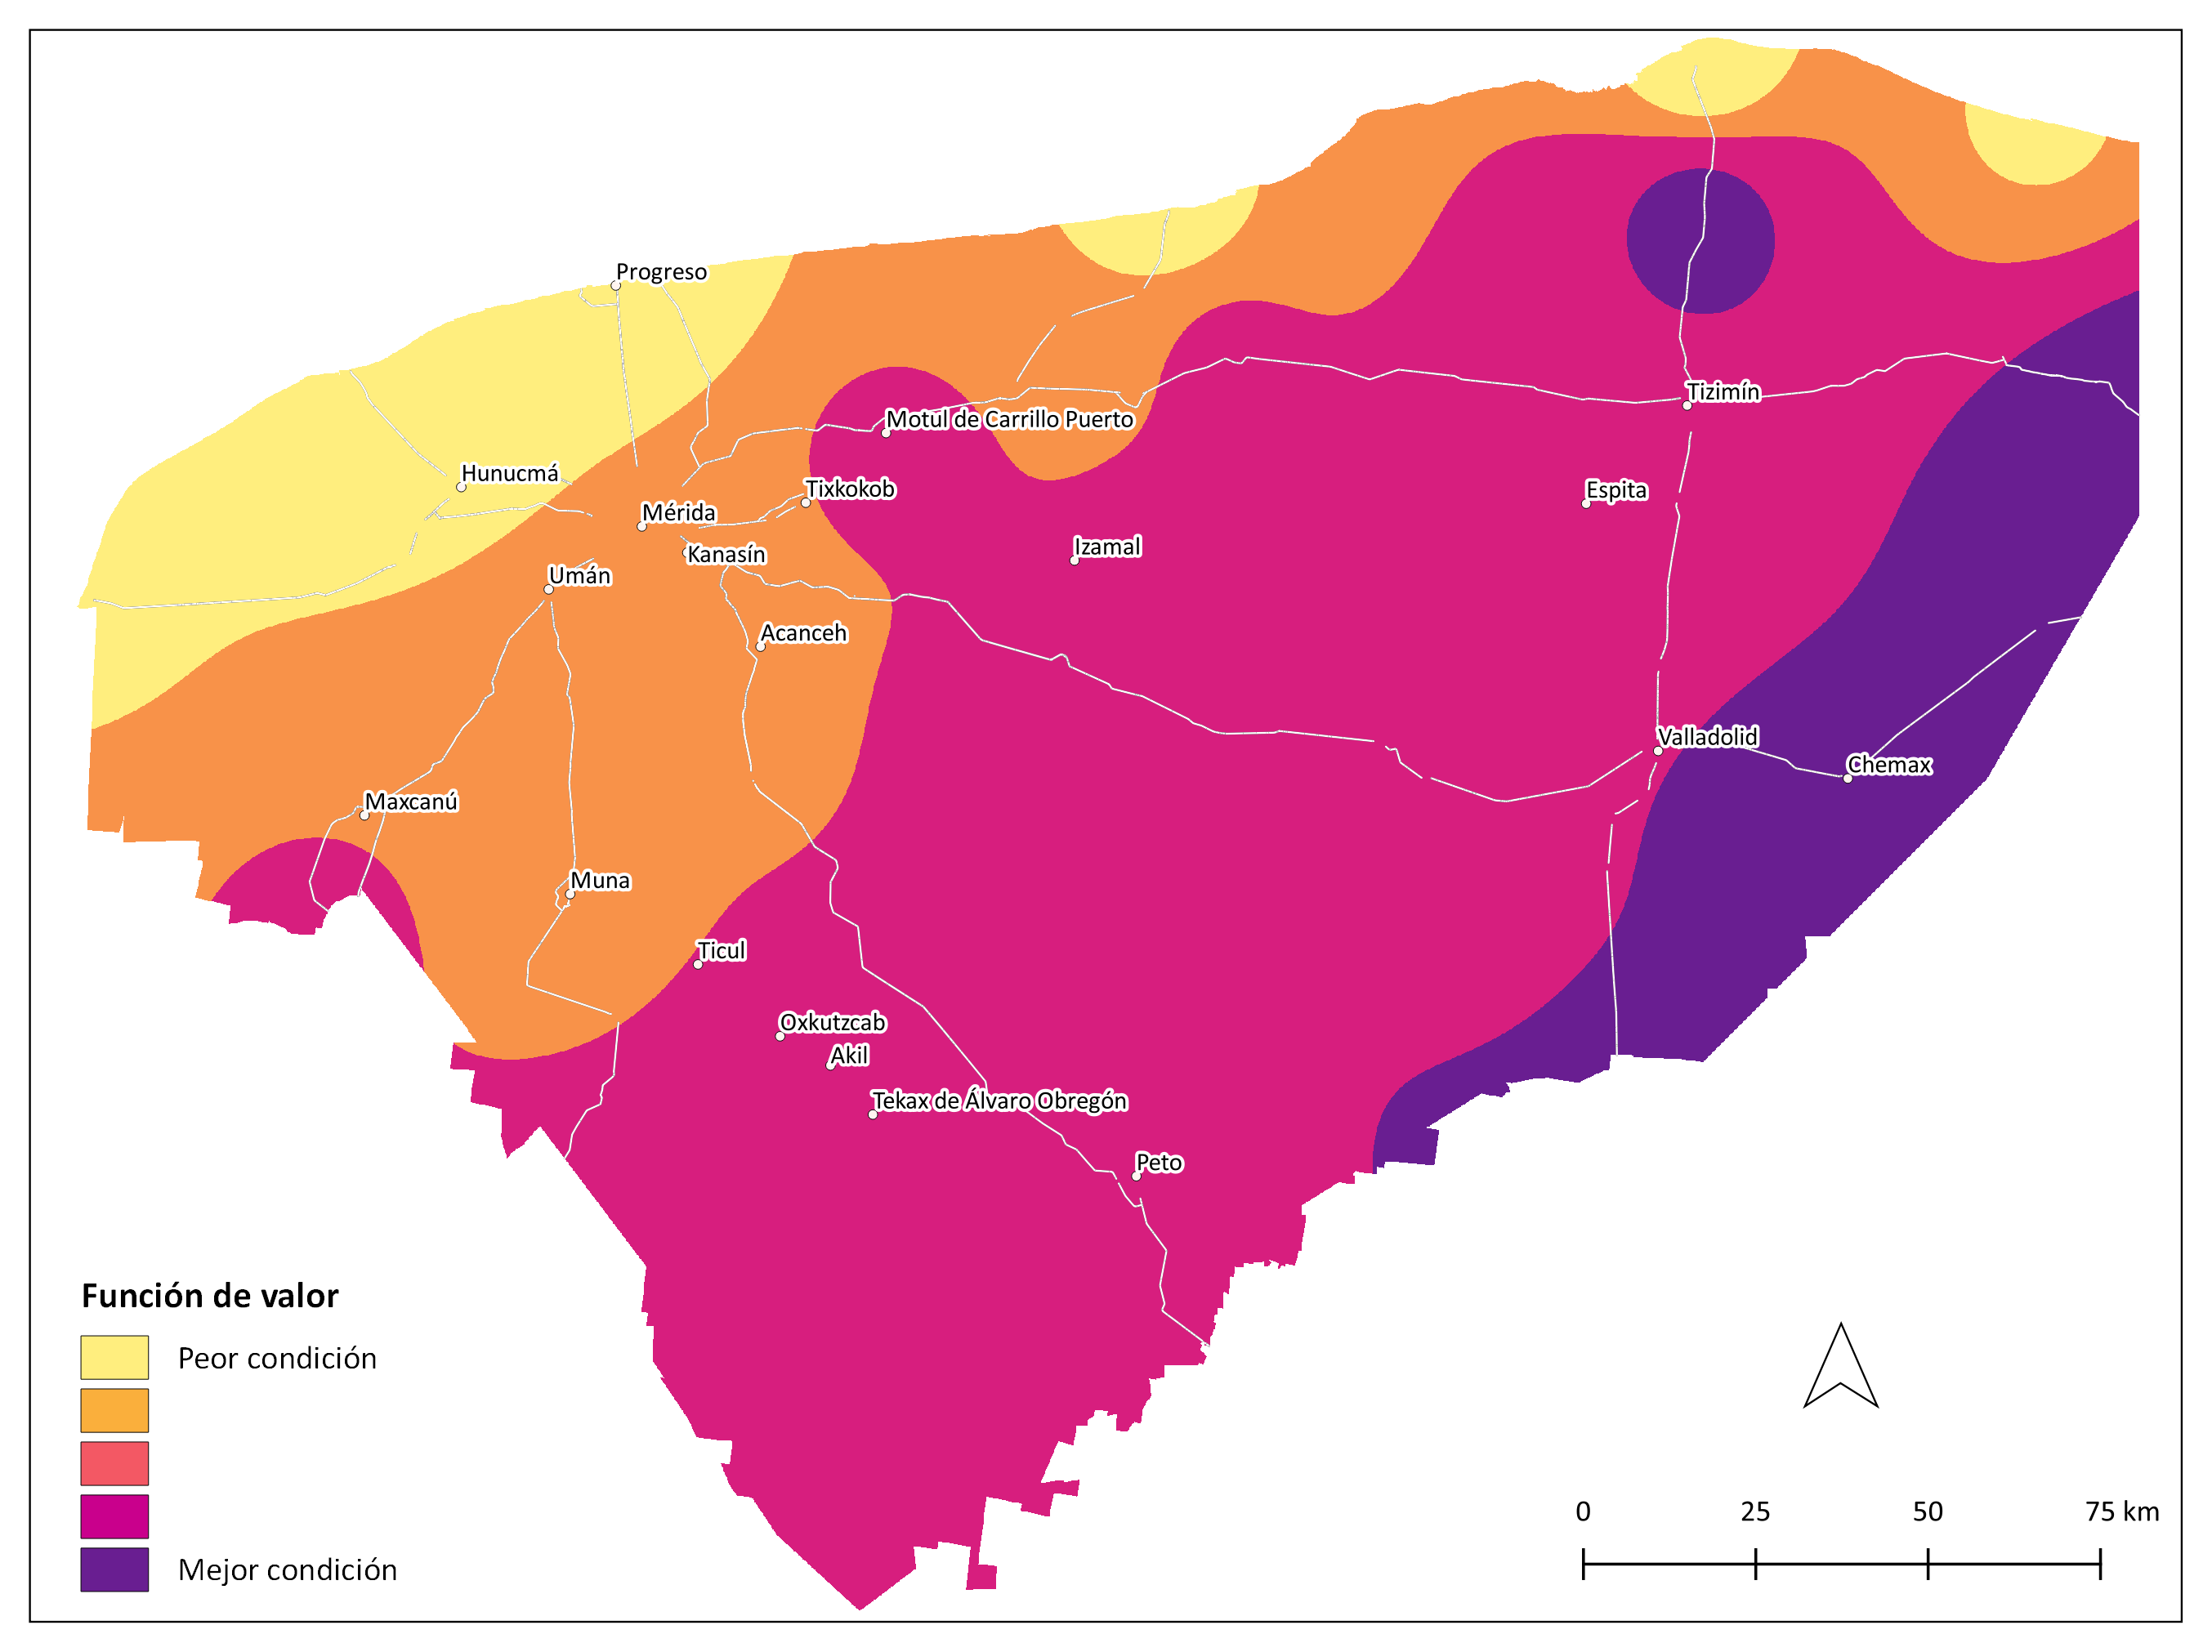 Progreso
Motul de Carrillo Puerto
Tizimín
Hunucmá
Tixkokob
Espita
Mérida
Izamal
Kanasín
Umán
Acanceh
Valladolid
Chemax
Maxcanú
Muna
Ticul
Oxkutzcab
Akil
Tekax de Álvaro Obregón
Peto
Función de valor
Peor condición
Mejor condición
0 25 50 75 km